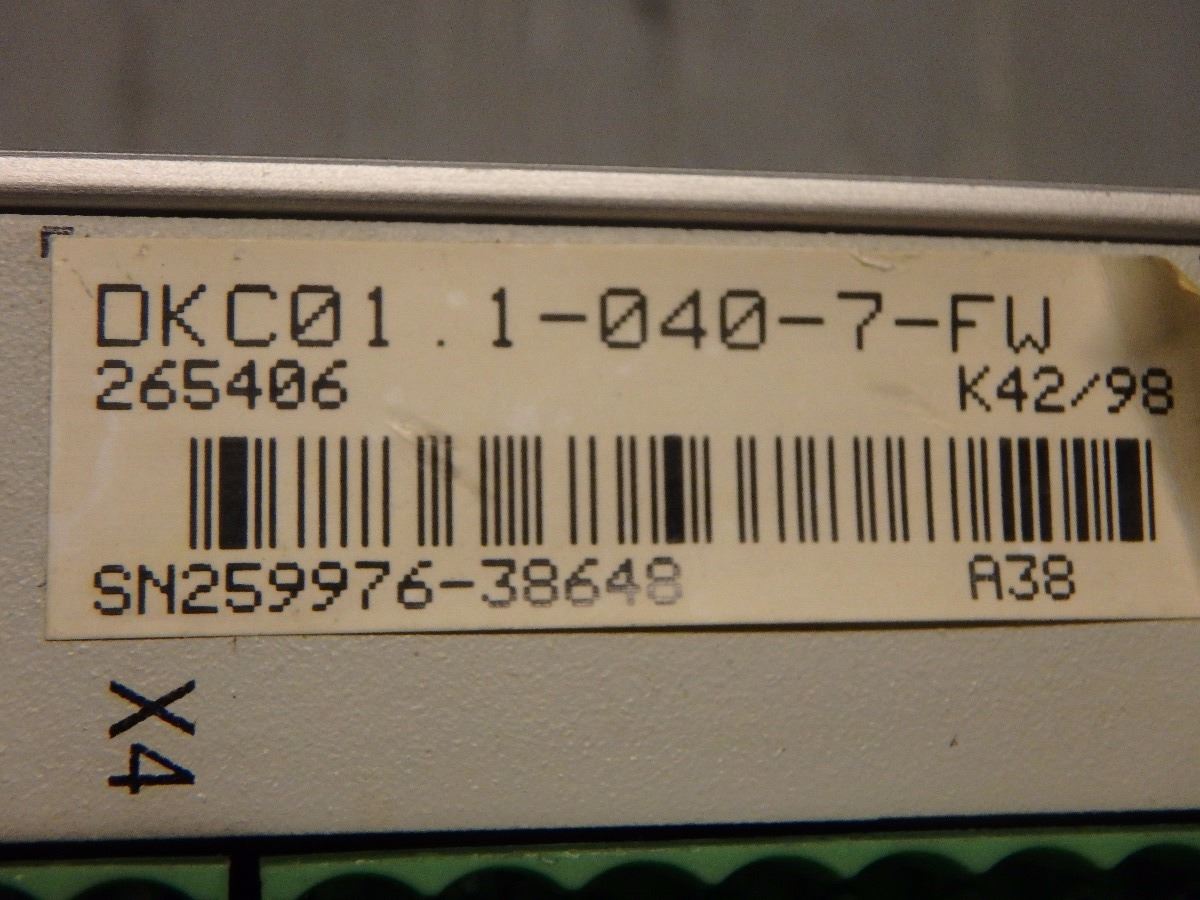 DKC01.1-040-7-FW
265406 K42/98
SN259976-38648 A38
X4